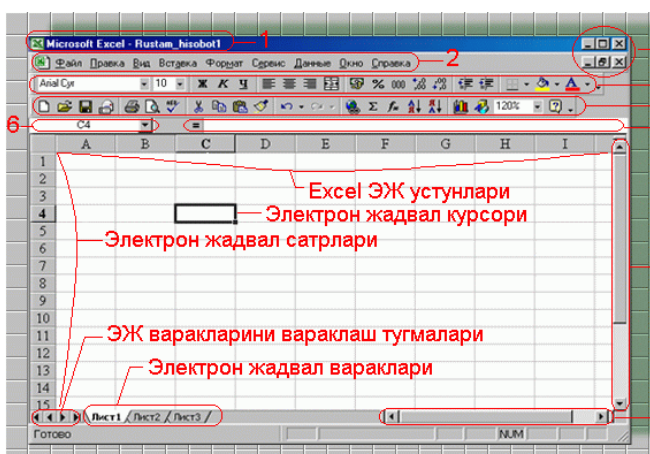 Microsoft Excel - Rustam_hisobot1 1
Файл Правка Вид Вставка Формат Сервис Данные Окно Справка 2
Arial Cyr 10 Ж К Ч % 000
Σ fx 120% ?
6 C4 =
A B C D E F G H I
1
2
Excel ЭЖ устунлари
3
4 Электрон жадвал курсори
5
Электрон жадвал сатрлари
6
7
8
9
10
11 ЭЖ варакларини вараклаш тугмалари
12
13 Электрон жадвал вараклари
14
15
Лист1 Лист2 Лист3
Готово NUM